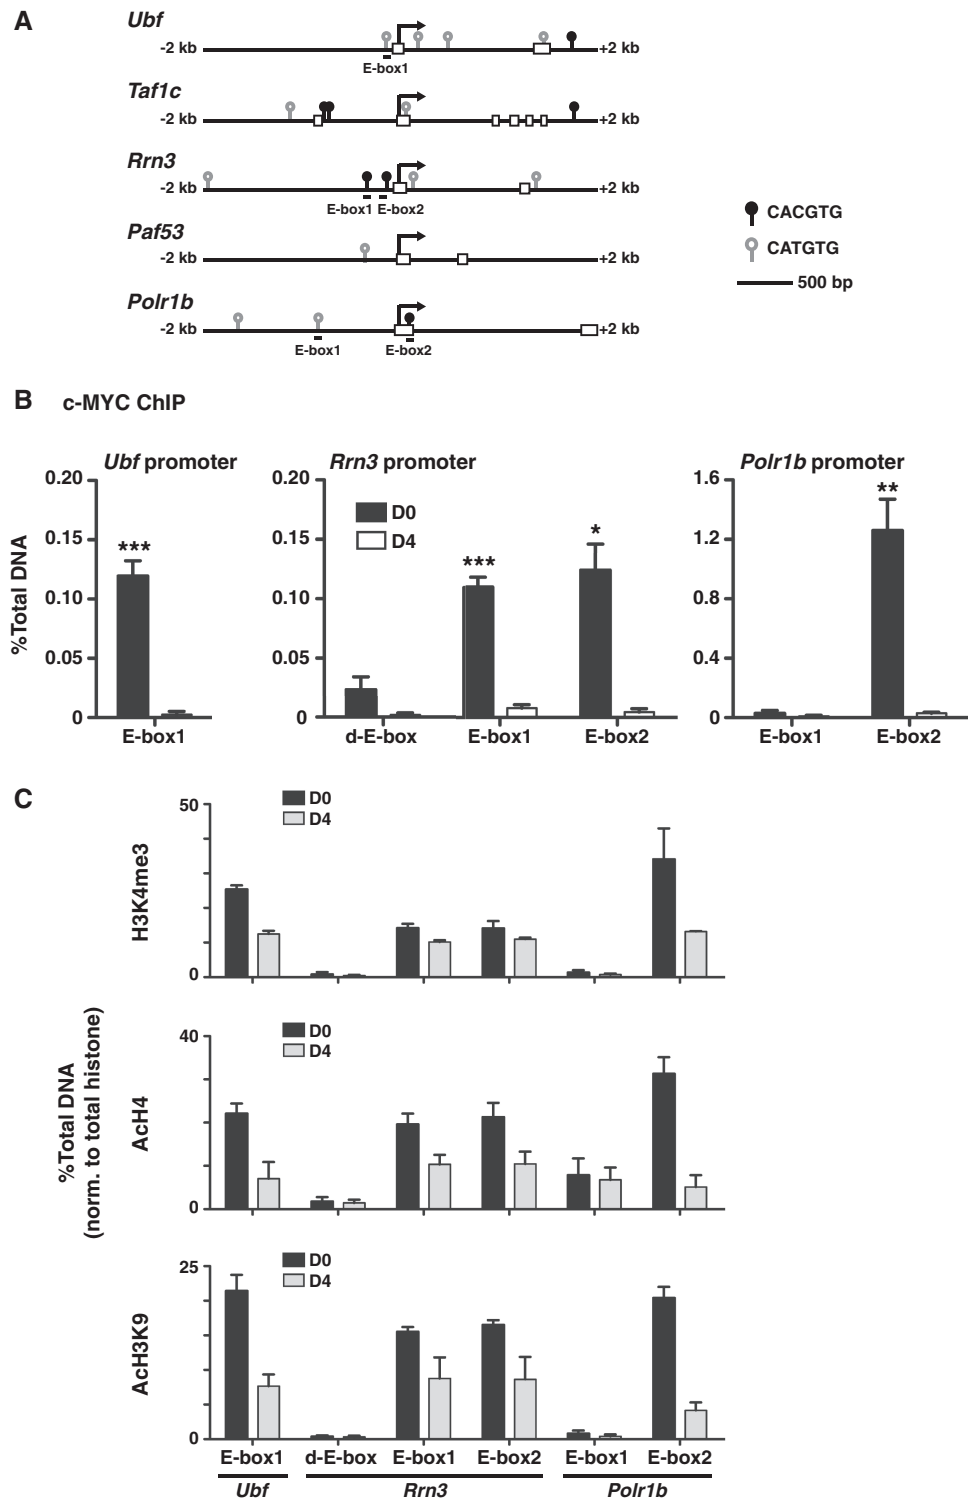 A
Ubf
-2 kb
+2 kb
E-box1
Taf1c
-2 kb
+2 kb
Rrn3
-2 kb
+2 kb
E-box1 E-box2
CACGTG
Paf53
CATGTG
-2 kb
+2 kb
500 bp
Polr1b
-2 kb
+2 kb
E-box1
E-box2
B c-MYC ChIP
Ubf promoter
Rrn3 promoter
Polr1b promoter
%Total DNA
0.20
0.15
0.10
0.05
0
***
E-box1
0.20
0.15
0.10
0.05
0
D0
D4
***
*
d-E-box
E-box1
E-box2
1.6
1.2
0.8
0.4
0
**
E-box1
E-box2
C
%Total DNA
(norm. to total histone)
H3K4me3
50
0
D0
D4
AcH4
40
0
D0
D4
AcH3K9
25
0
D0
D4
E-box1 d-E-box E-box1 E-box2 E-box1 E-box2
Ubf Rrn3 Polr1b